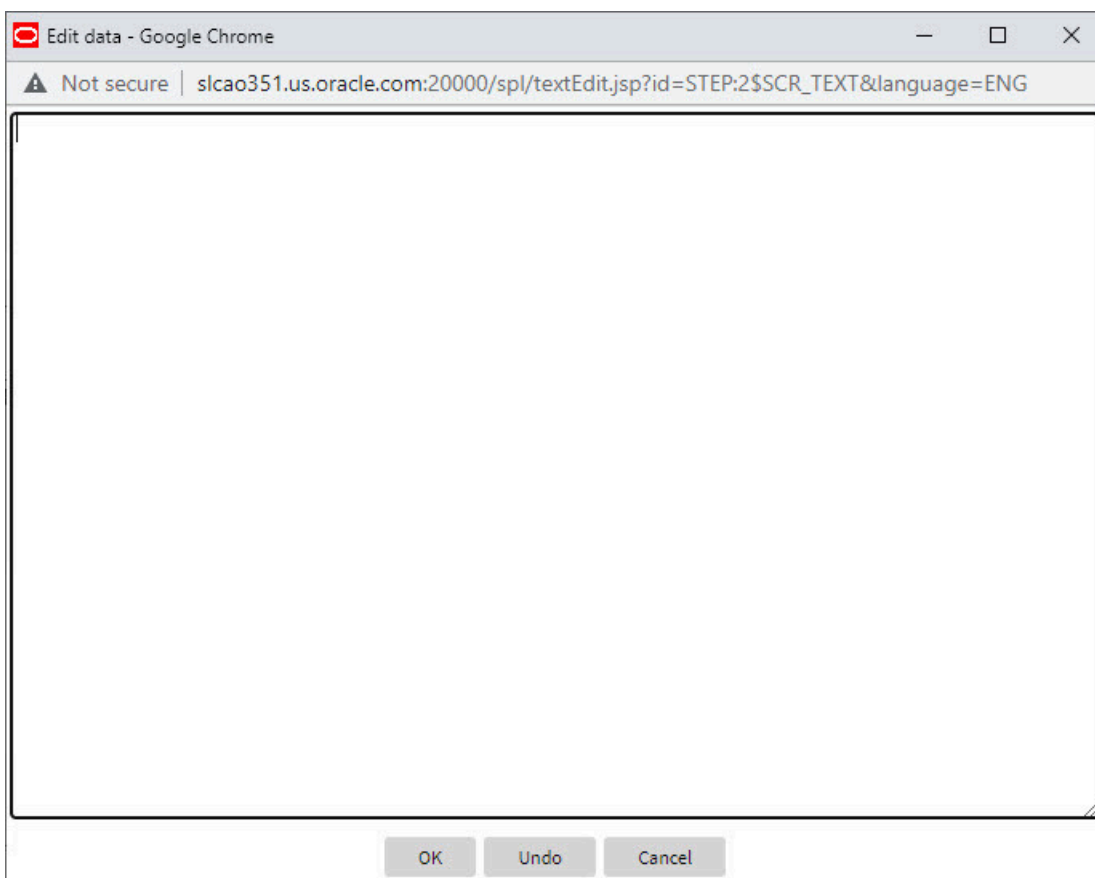 Edit data - Google Chrome
Not secure | slcao351.us.oracle.com:20000/spl/textEdit.jsp?id=STEP:2$SCR_TEXT&language=ENG
OK Undo Cancel